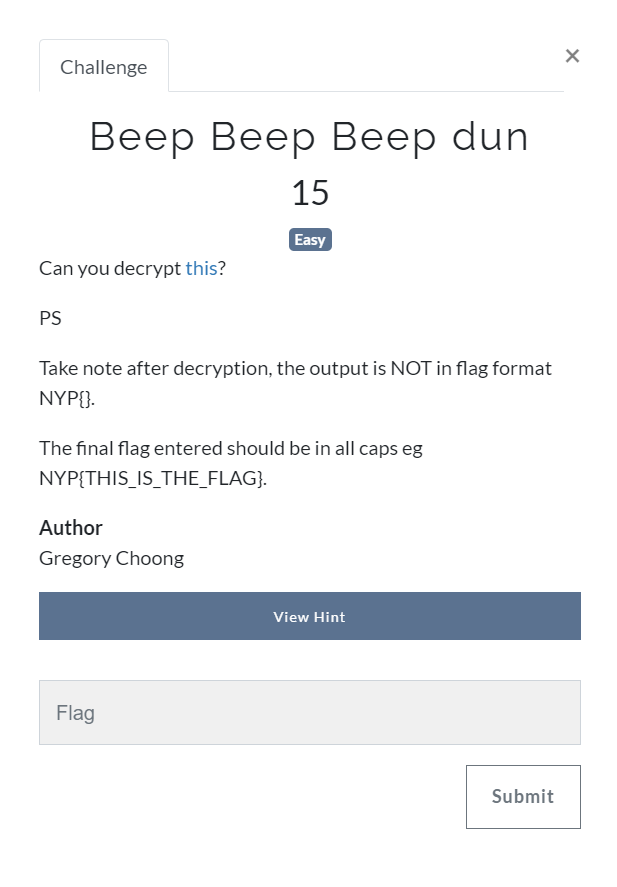 Challenge
×
Beep Beep Beep dun
15
Easy
Can you decrypt this?
PS
Take note after decryption, the output is NOT in flag format
NYP{}.
The final flag entered should be in all caps eg
NYP{THIS_IS_THE_FLAG}.
Author
Gregory Choong
View Hint
Flag
Submit